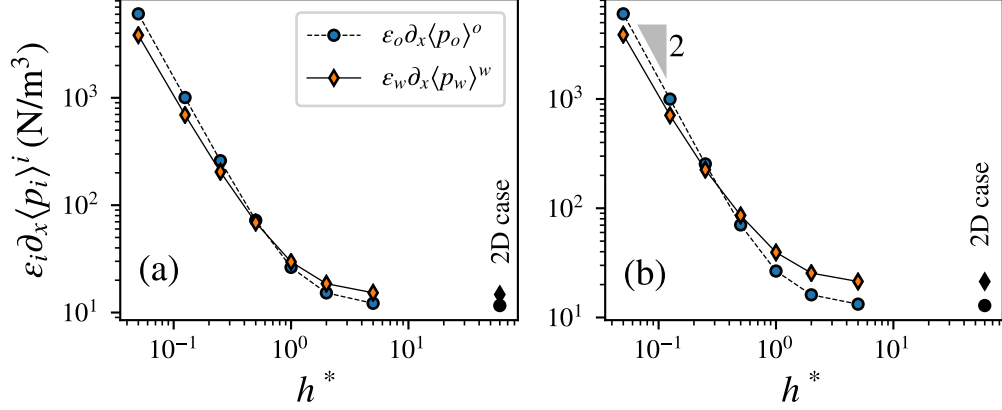 ε_i∂_x⟨p_i⟩^i (N/m³)
10³
10²
10¹
ε_o∂_x⟨p_o⟩^o
ε_w∂_x⟨p_w⟩^w
(a)
2D case
10⁻¹ 10⁰ 10¹
h*
10³
10²
10¹
2
(b)
2D case
10⁻¹ 10⁰ 10¹
h*